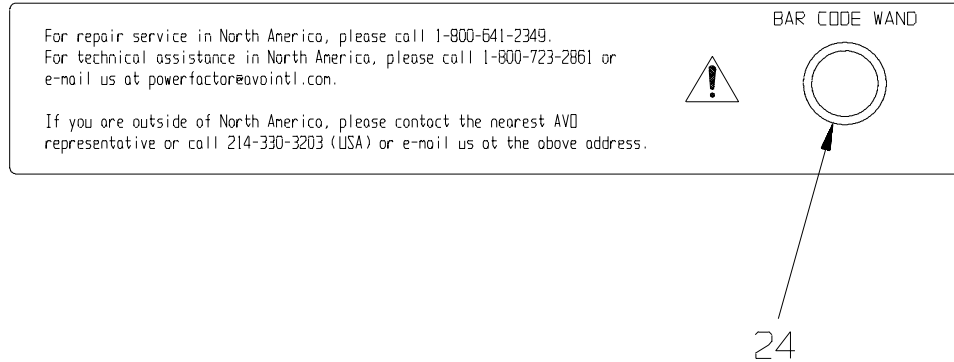 BAR CODE WAND
For repair service in North America, please call 1-800-641-2349.
For technical assistance in North America, please call 1-800-723-2861 or
e-mail us at powerfactor@avointl.com.
If you are outside of North America, please contact the nearest AVO
representative or call 214-330-3203 (USA) or e-mail us at the above address.
24